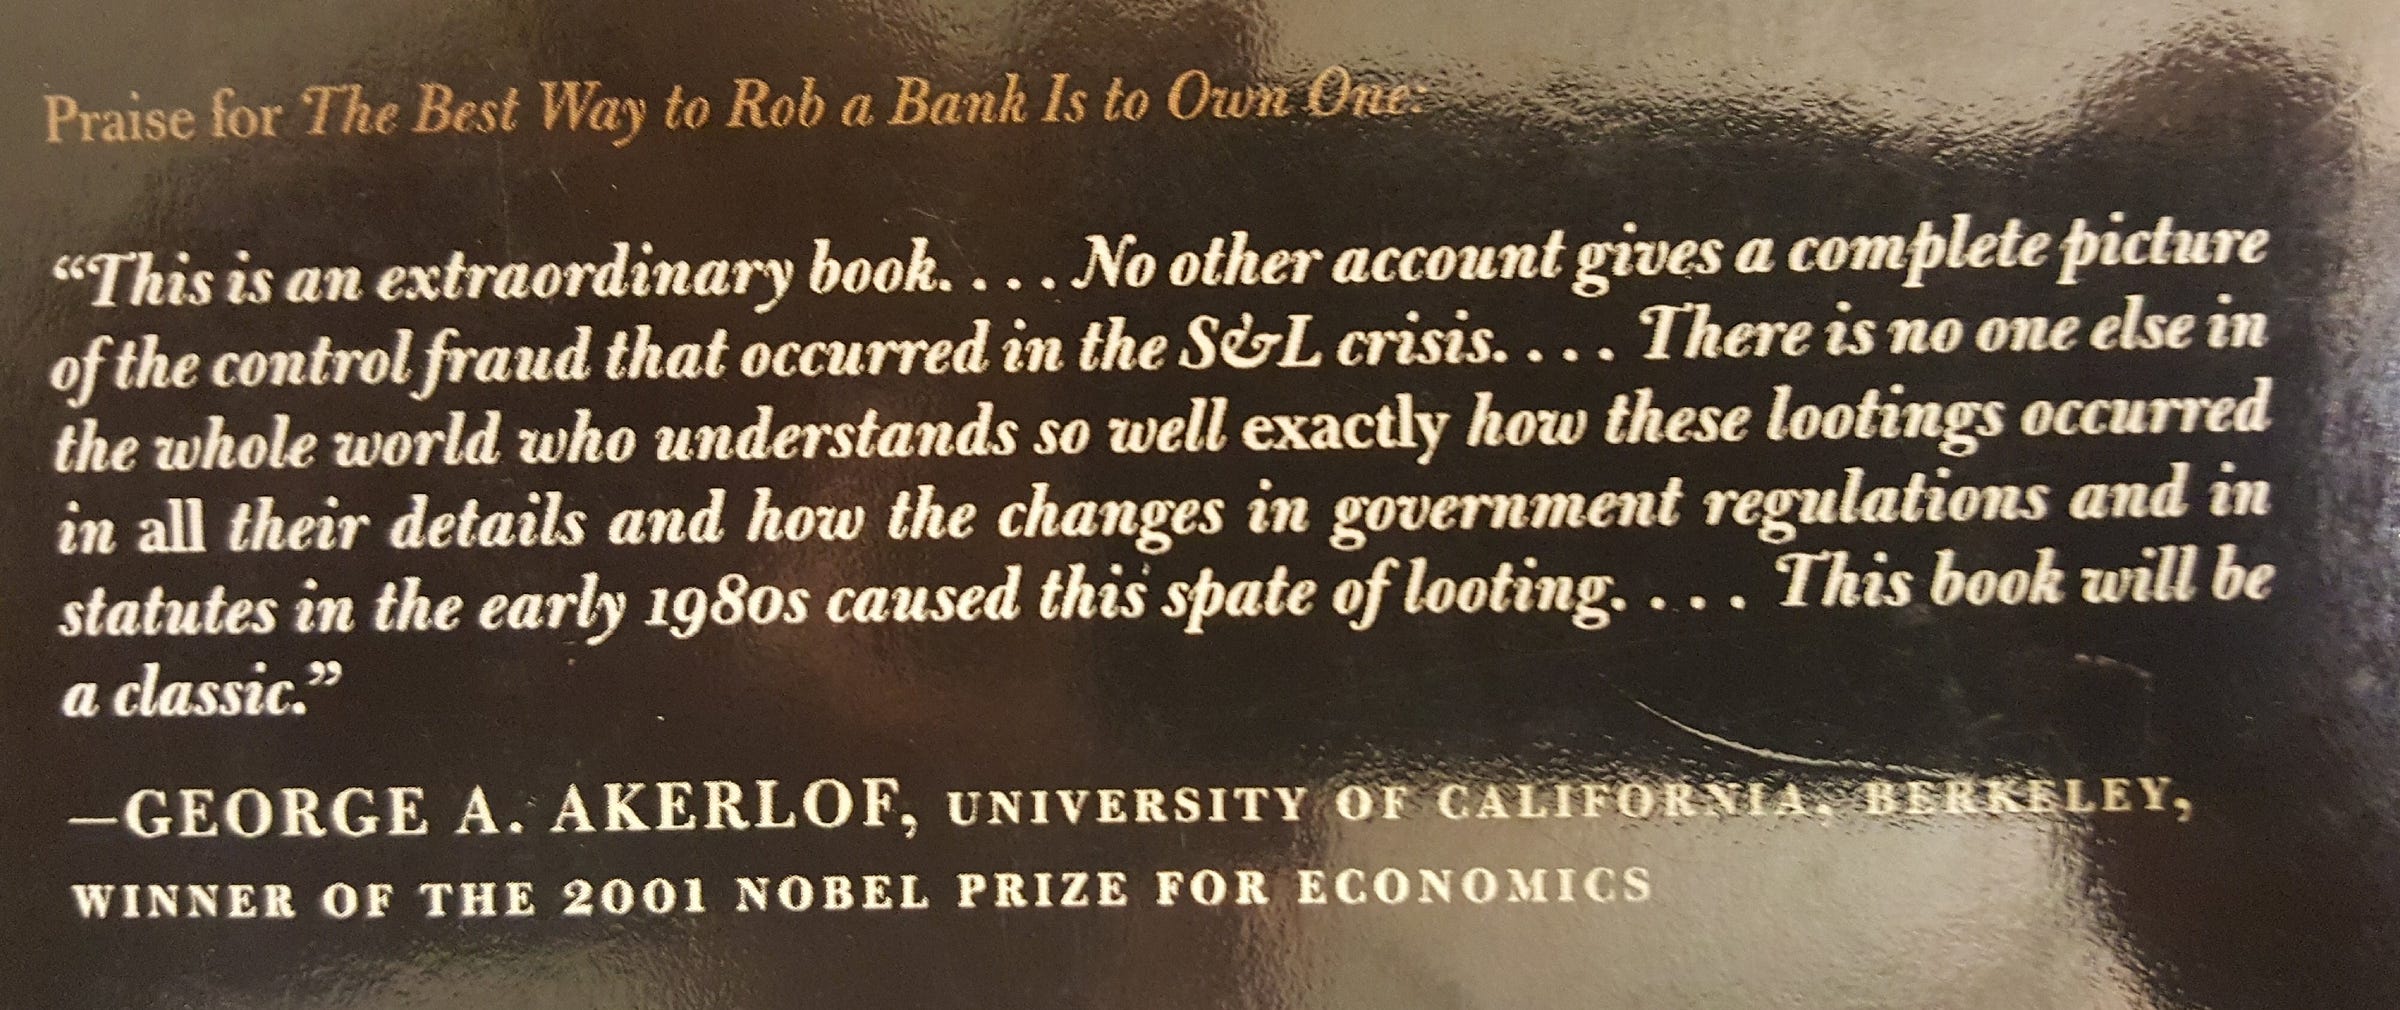 Praise for The Best Way to Rob a Bank Is to Own One:
“This is an extraordinary book. . . . No other account gives a complete picture
of the control fraud that occurred in the S&L crisis. . . . There is no one else in
the whole world who understands so well exactly how these lootings occurred
in all their details and how the changes in government regulations and in
statutes in the early 1980s caused this spate of looting. . . . This book will be
a classic.”
—GEORGE A. AKERLOF, UNIVERSITY OF CALIFORNIA, BERKELEY,
WINNER OF THE 2001 NOBEL PRIZE FOR ECONOMICS